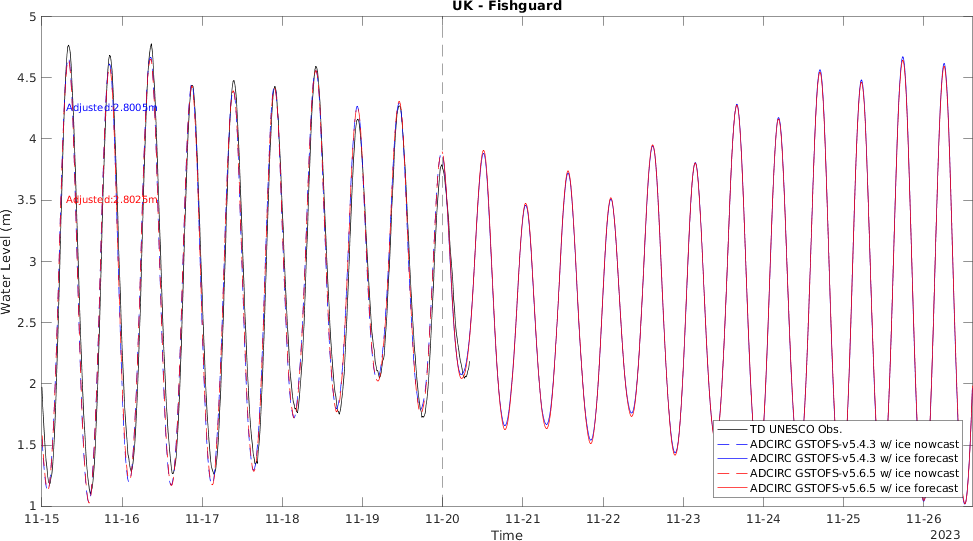 UK - Fishguard
5
4.5
4
3.5
3
2.5
2
1.5
1
Water Level (m)
Adjusted:2.8005m
Adjusted:2.8026m
TD UNESCO Obs.
ADCIRC GSTOFS-v5.4.3 w/ ice nowcast
ADCIRC GSTOFS-v5.4.3 w/ ice forecast
ADCIRC GSTOFS-v5.6.5 w/ ice nowcast
ADCIRC GSTOFS-v5.6.5 w/ ice forecast
11-15 11-16 11-17 11-18 11-19 11-20 11-21 11-22 11-23 11-24 11-25 11-26
2023
Time